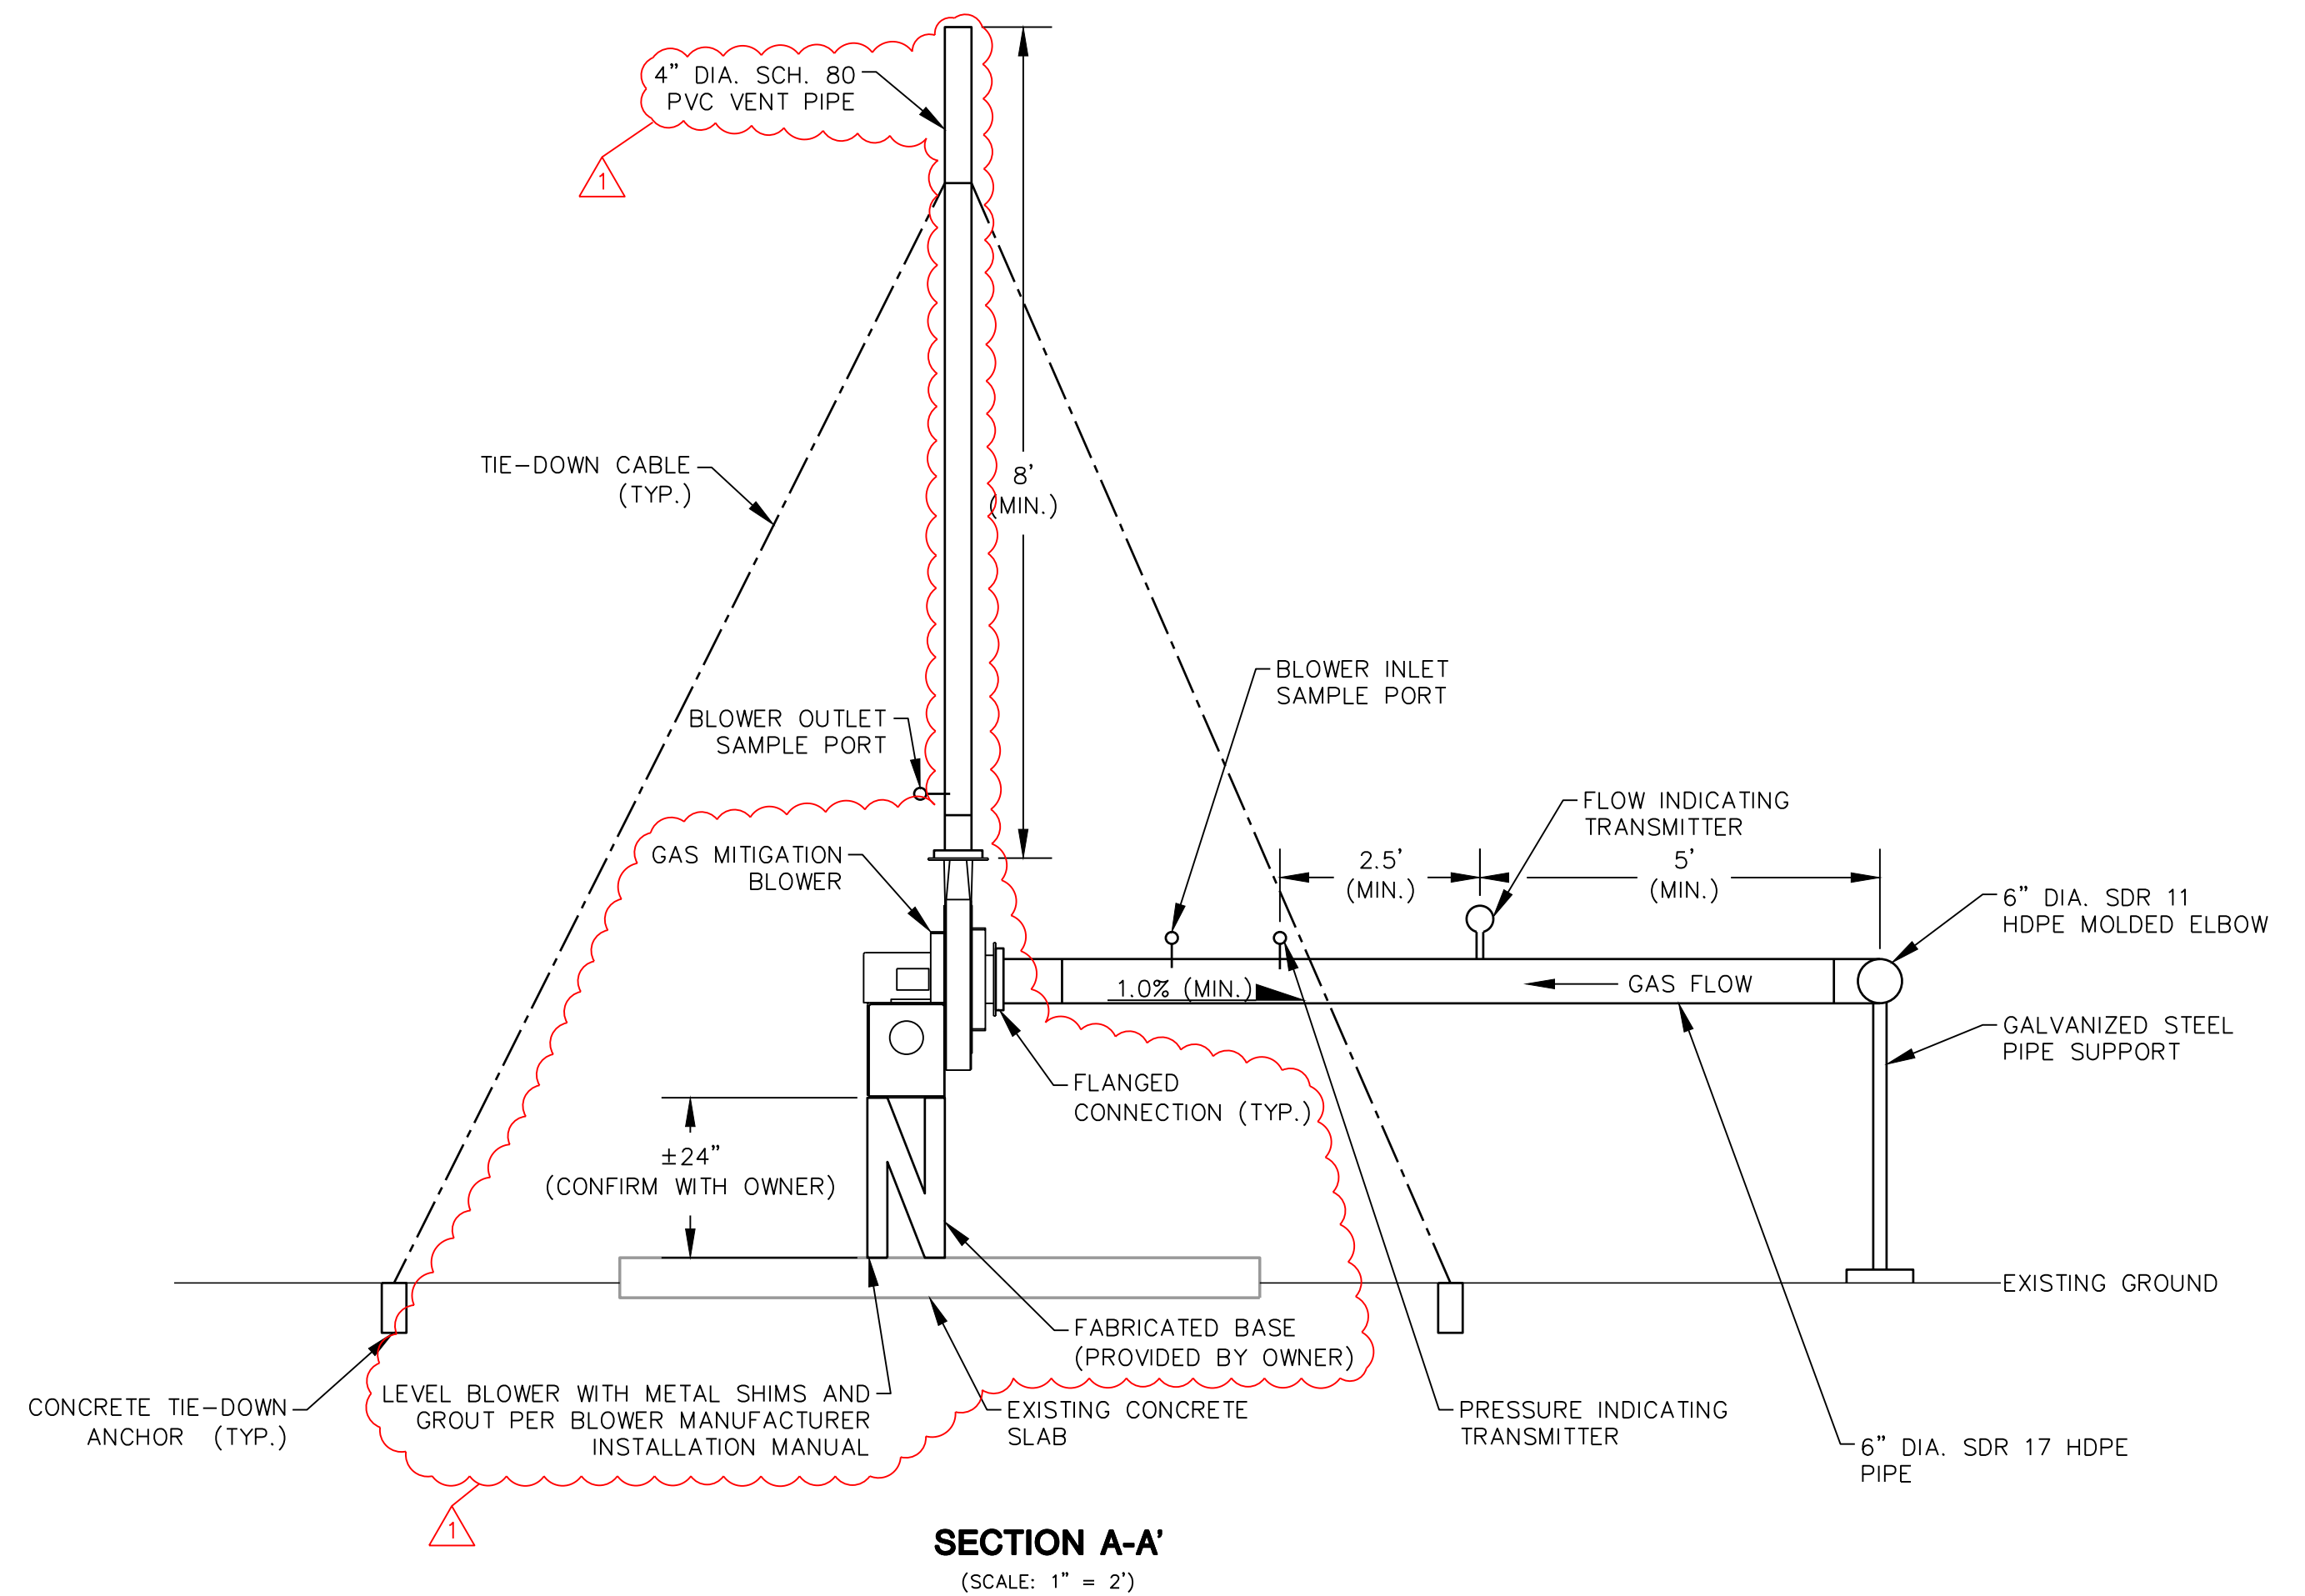 4” DIA. SCH. 80
PVC VENT PIPE
1
8’
(MIN.)
TIE-DOWN CABLE
(TYP.)
BLOWER INLET
SAMPLE PORT
BLOWER OUTLET
SAMPLE PORT
FLOW INDICATING
TRANSMITTER
GAS MITIGATION
BLOWER
2.5’
(MIN.)
5’
(MIN.)
6” DIA. SDR 11
HDPE MOLDED ELBOW
1.0% (MIN.)
GAS FLOW
GALVANIZED STEEL
PIPE SUPPORT
FLANGED
CONNECTION (TYP.)
±24”
(CONFIRM WITH OWNER)
EXISTING GROUND
FABRICATED BASE
(PROVIDED BY OWNER)
LEVEL BLOWER WITH METAL SHIMS AND
GROUT PER BLOWER MANUFACTURER
INSTALLATION MANUAL
CONCRETE TIE-DOWN
ANCHOR (TYP.)
EXISTING CONCRETE
SLAB
PRESSURE INDICATING
TRANSMITTER
6” DIA. SDR 17 HDPE
PIPE
1
SECTION A-A'
(SCALE: 1” = 2’)